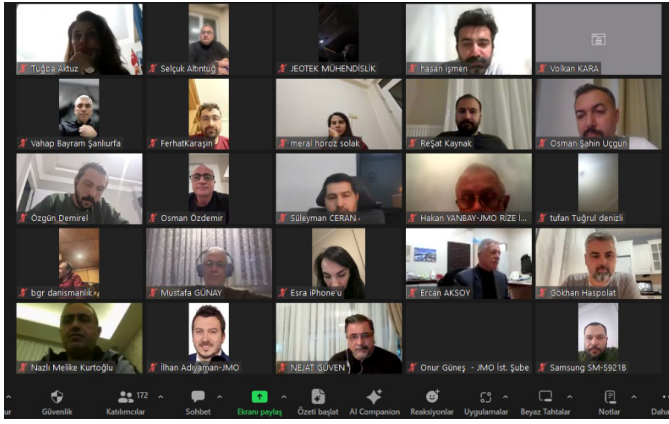 Tuğba Aktuz
Selçuk Altıntuğ
JEOTEK MÜHENDİSLİK
hasan işmen
Volkan KARA
Vahap Bayram Şanlıurfa
FerhatKaraşin
meral horoz solak
ReŞat Kaynak
Osman Şahin Uçgun
Özgün Demirel
Osman Özdemir
Süleyman CERAN
Hakan YANBAY-JMO RİZE İ...
tufan Tuğrul denizli
bgr danismanlik
Mustafa GÜNAY
Esra iPhone'u
Ercan AKSOY
Gökhan Haspolat
Nazlı Melike Kurtoğlu
İlhan Adıyaman-JMO
NEJAT GÜVEN
Onur Güneş - JMO İst. Şube
Samsung SM-S921B
172
Güvenlik
Katılımcılar
Sohbet
Ekranı paylaş
Özeti başlat
AI Companion
Reaksiyonlar
Uygulamalar
Beyaz Tahtalar
Notlar